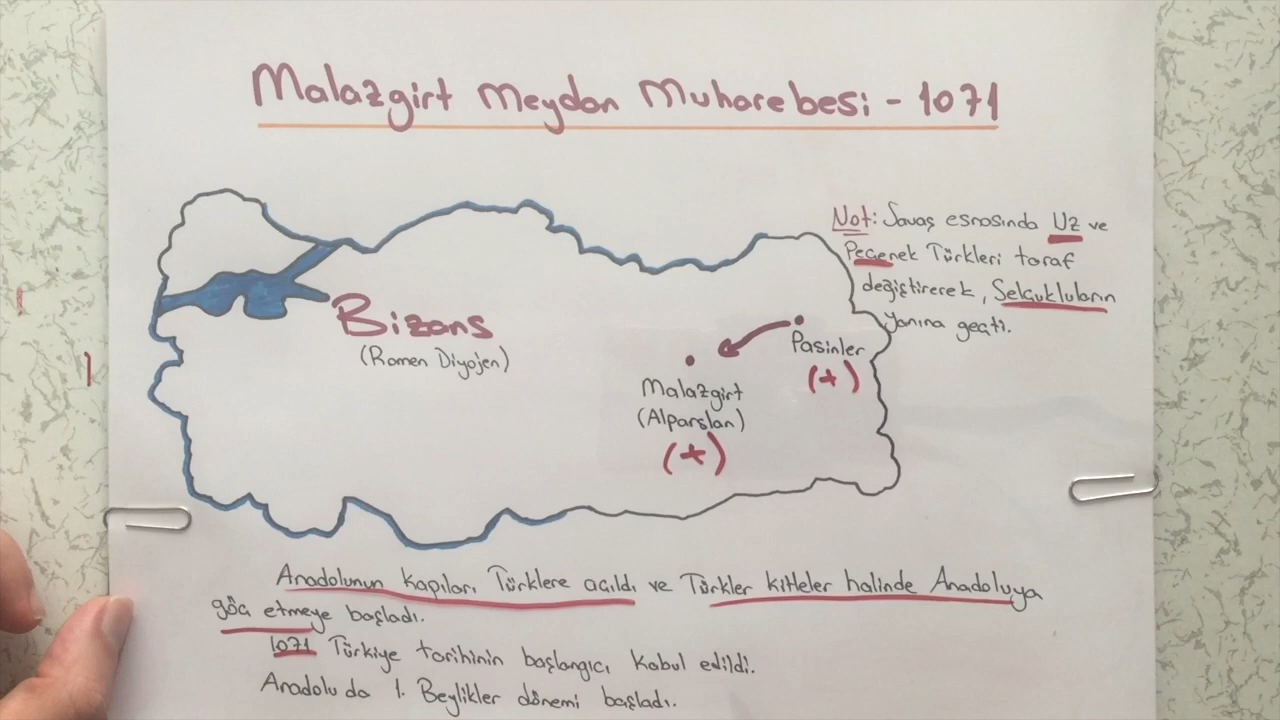 Malazgirt Meydan Muharebesi - 1071
Not: Savaş esnasında Uz ve
Peçenek Türkleri taraf
değiştirerek, Selçukluların
yanına geçti.
Bizans
(Romen Diyojen)
Pasinler
(+)
Malazgirt
(Alparslan)
(+)
Anadolunun kapıları Türklere açıldı ve Türkler kitleler halinde Anadoluya
göç etmeye başladı.
1071 Türkiye tarihinin başlangıcı kabul edildi.
Anadolu da 1. Beylikler dönemi başladı.